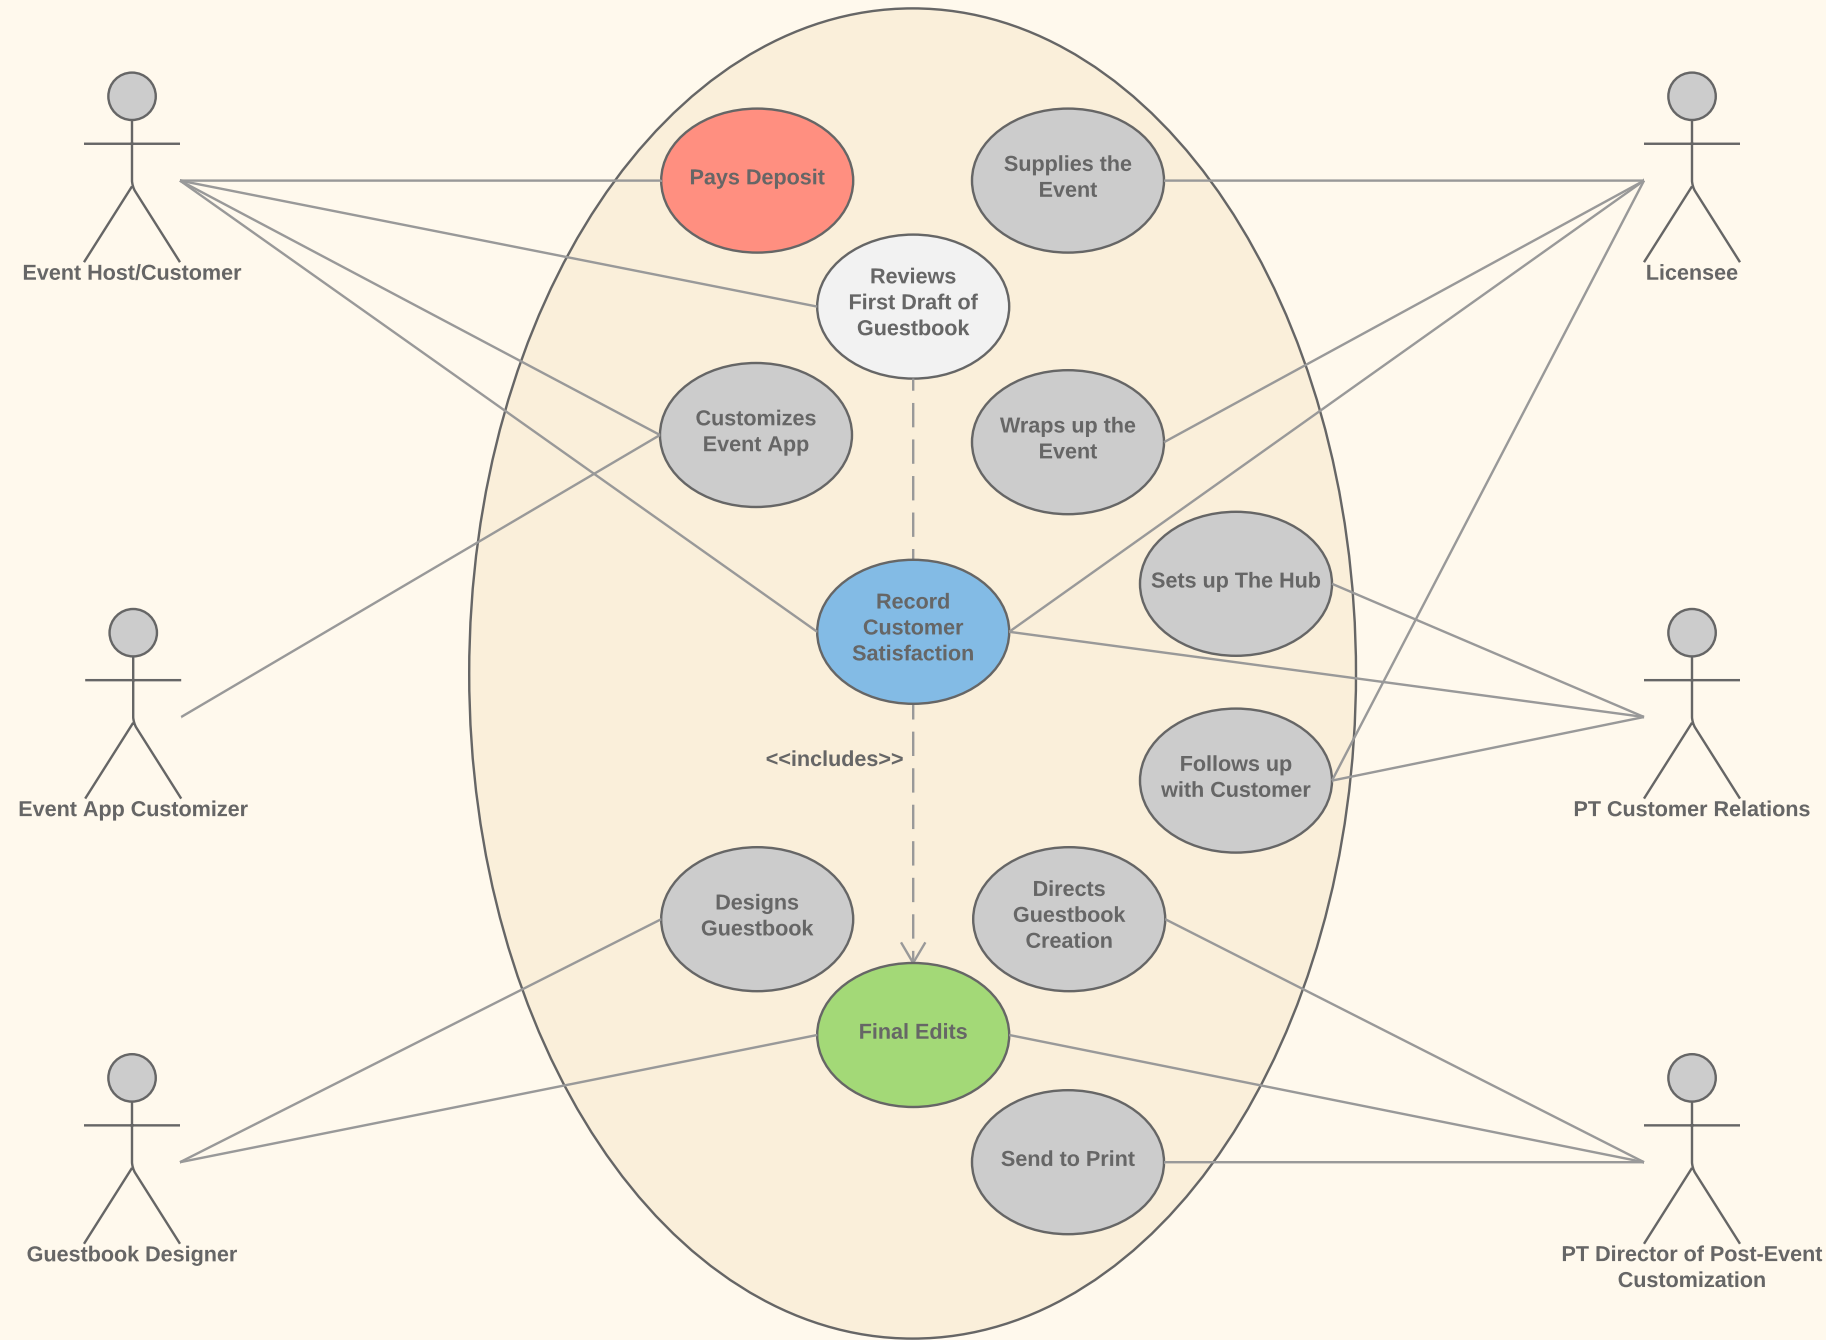 Event Host/Customer
Event App Customizer
Guestbook Designer
Pays Deposit
Supplies the
Event
Reviews
First Draft of
Guestbook
Customizes
Event App
Wraps up the
Event
Sets up The Hub
Record
Customer
Satisfaction
<<includes>>
Follows up
with Customer
Designs
Guestbook
Directs
Guestbook
Creation
Final Edits
Send to Print
Licensee
PT Customer Relations
PT Director of Post-Event
Customization